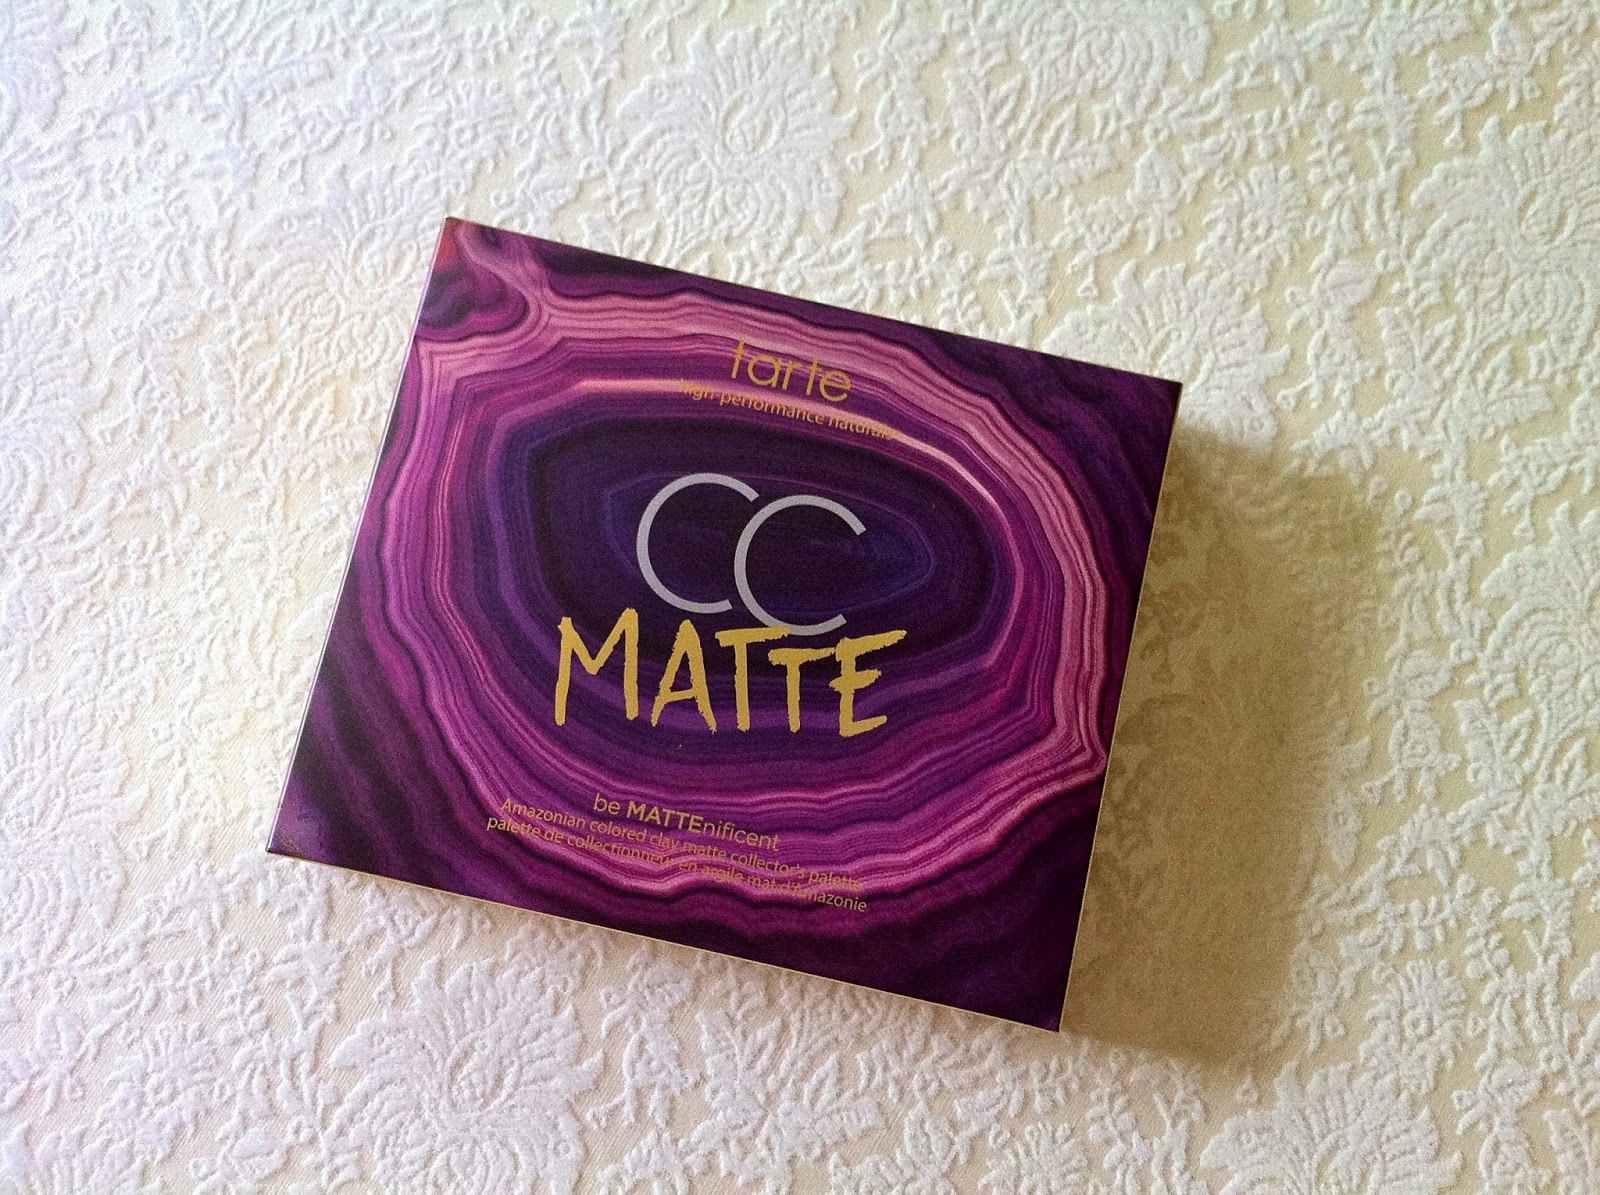 tarte
high-performance naturals
CC
MATTE
be MATTEnificent
Amazonian colored clay matte collector's palette
palette de collectionneur en argile mat d'Amazonie